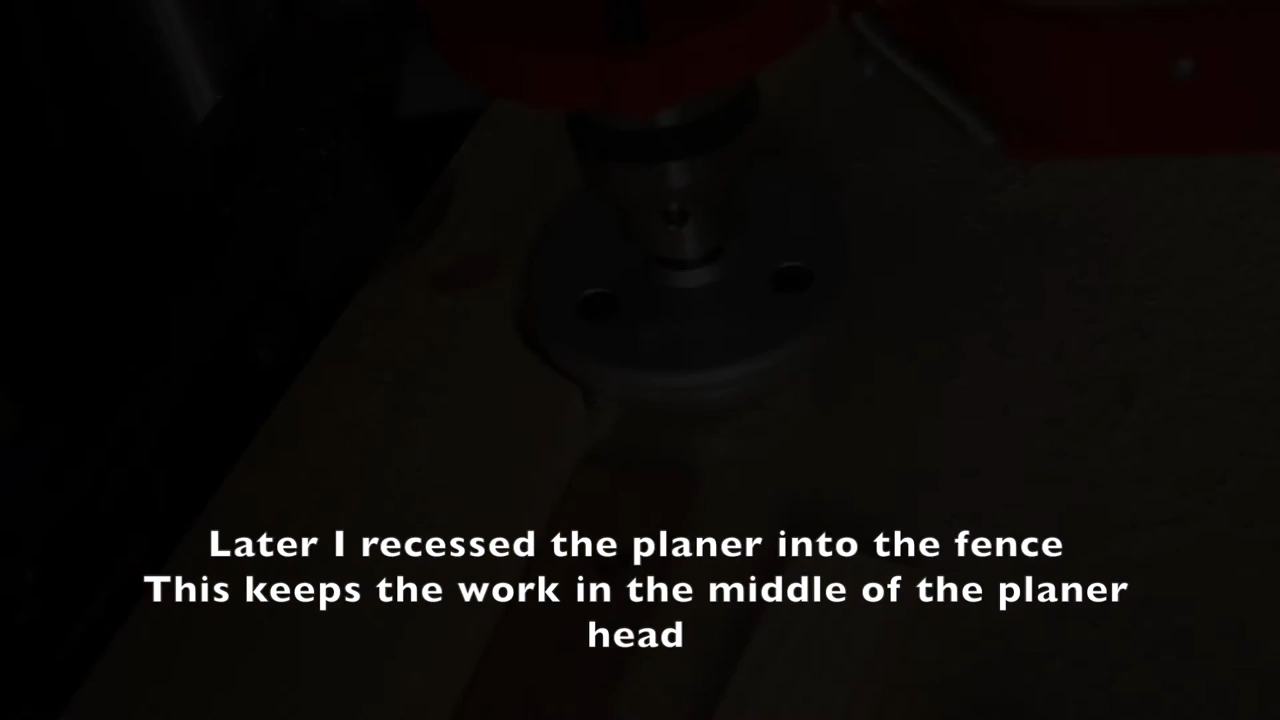 Later I recessed the planer into the fence
This keeps the work in the middle of the planer
head